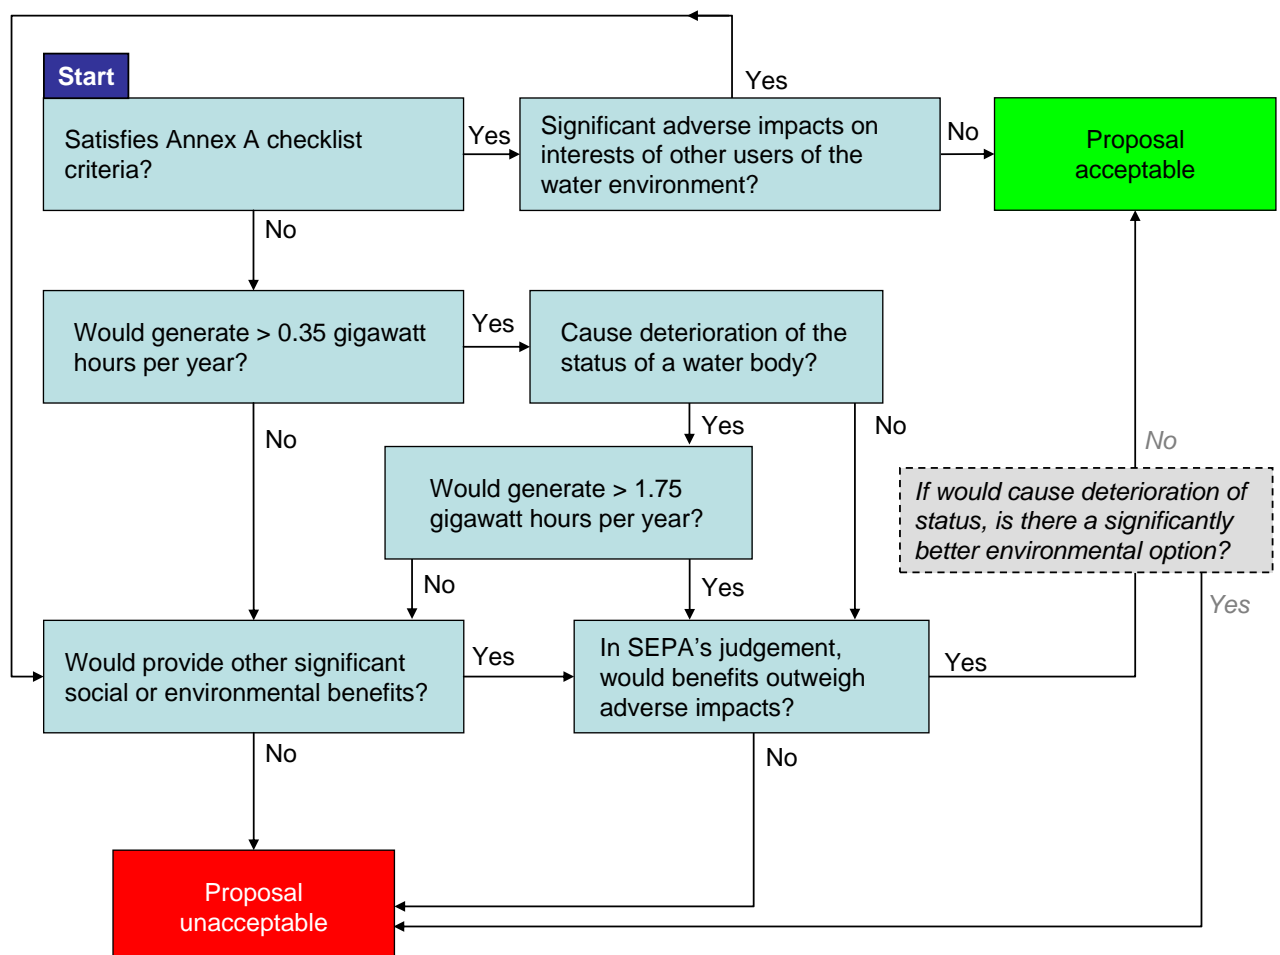 Start
Yes
Satisfies Annex A checklist
criteria?
Yes
Significant adverse impacts on
interests of other users of the
water environment?
No
Proposal
acceptable
No
Would generate > 0.35 gigawatt
hours per year?
Yes
Cause deterioration of the
status of a water body?
No
Yes
No
No
Would generate > 1.75
gigawatt hours per year?
If would cause deterioration of
status, is there a significantly
better environmental option?
No
Yes
Yes
Would provide other significant
social or environmental benefits?
Yes
In SEPA’s judgement,
would benefits outweigh
adverse impacts?
Yes
No
No
Proposal
unacceptable